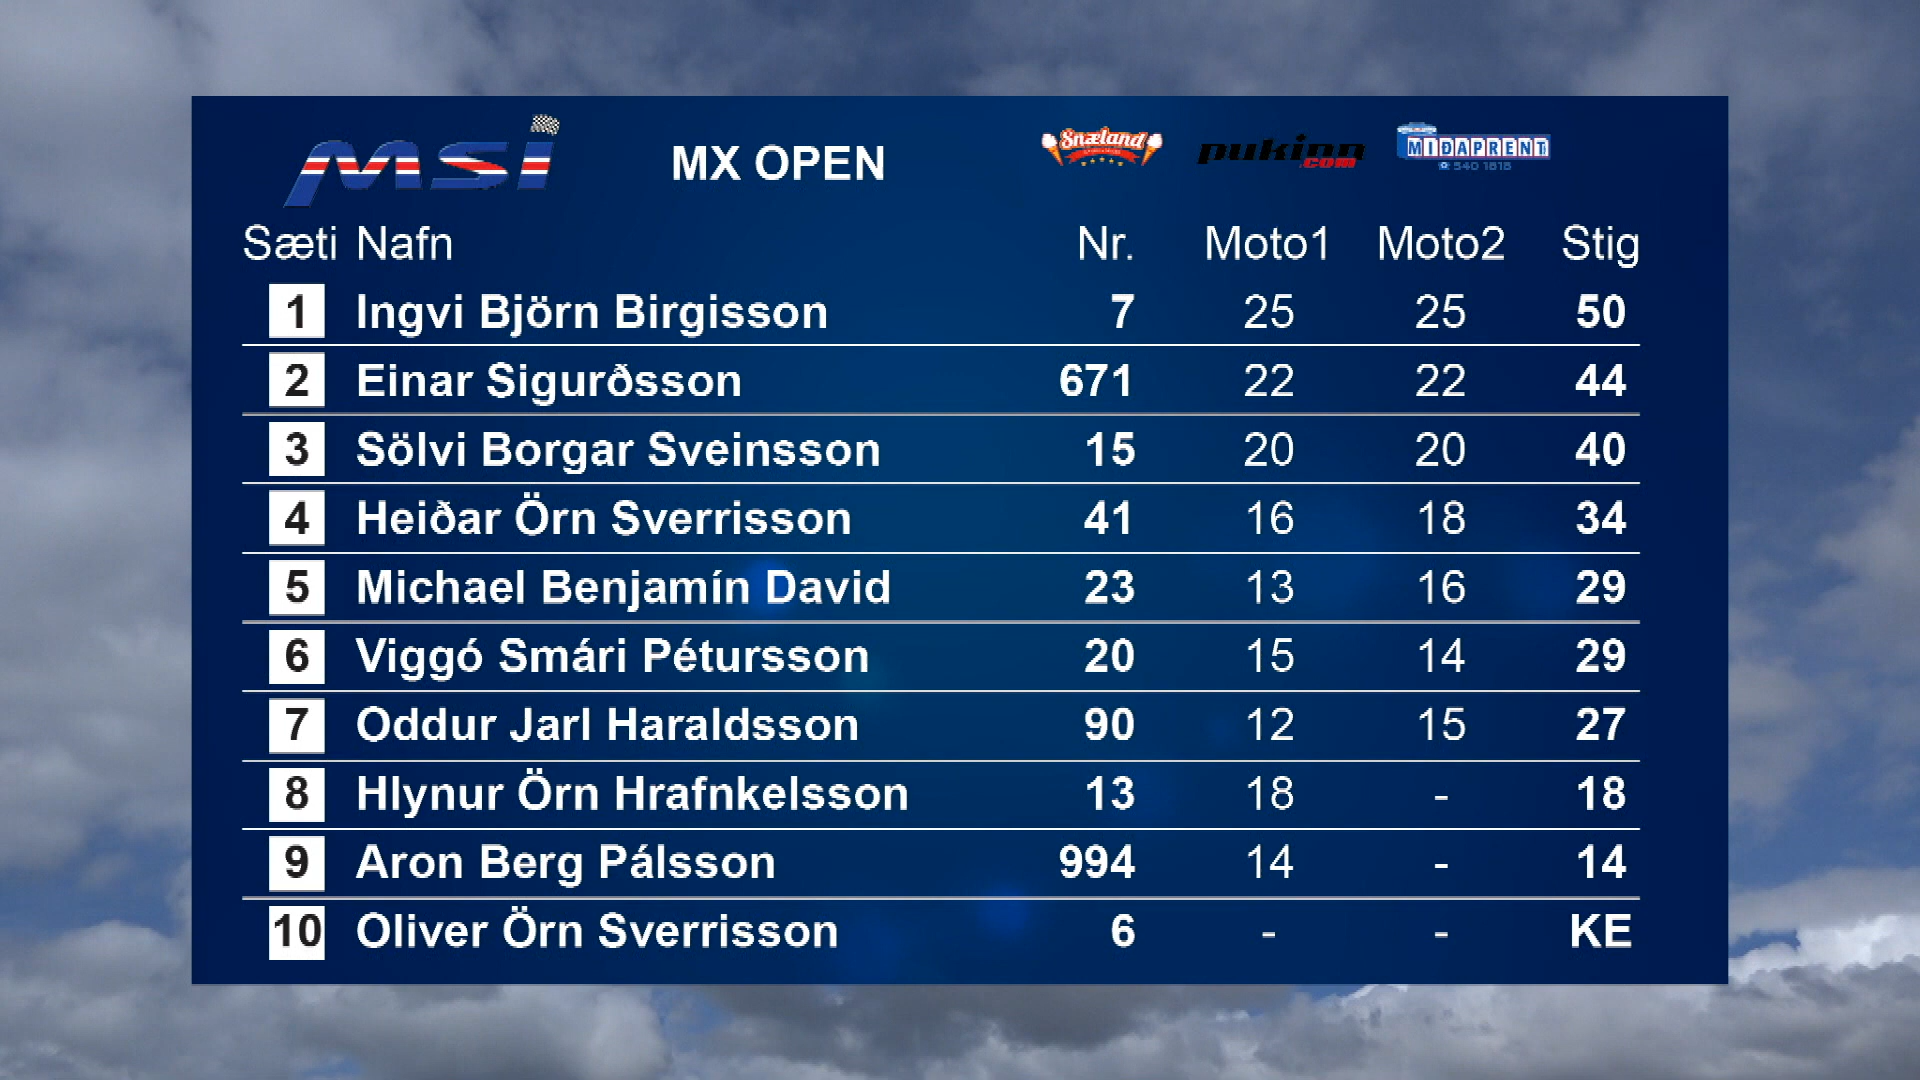 MSI
MX OPEN
Snæland
pukinn.com
MIÐAPRENT
540 1815
Sæti Nafn Nr. Moto1 Moto2 Stig
1 Ingvi Björn Birgisson 7 25 25 50
2 Einar Sigurðsson 671 22 22 44
3 Sölvi Borgar Sveinsson 15 20 20 40
4 Heiðar Örn Sverrisson 41 16 18 34
5 Michael Benjamín David 23 13 16 29
6 Viggó Smári Pétursson 20 15 14 29
7 Oddur Jarl Haraldsson 90 12 15 27
8 Hlynur Örn Hrafnkelsson 13 18 - 18
9 Aron Berg Pálsson 994 14 - 14
10 Oliver Örn Sverrisson 6 - - KE